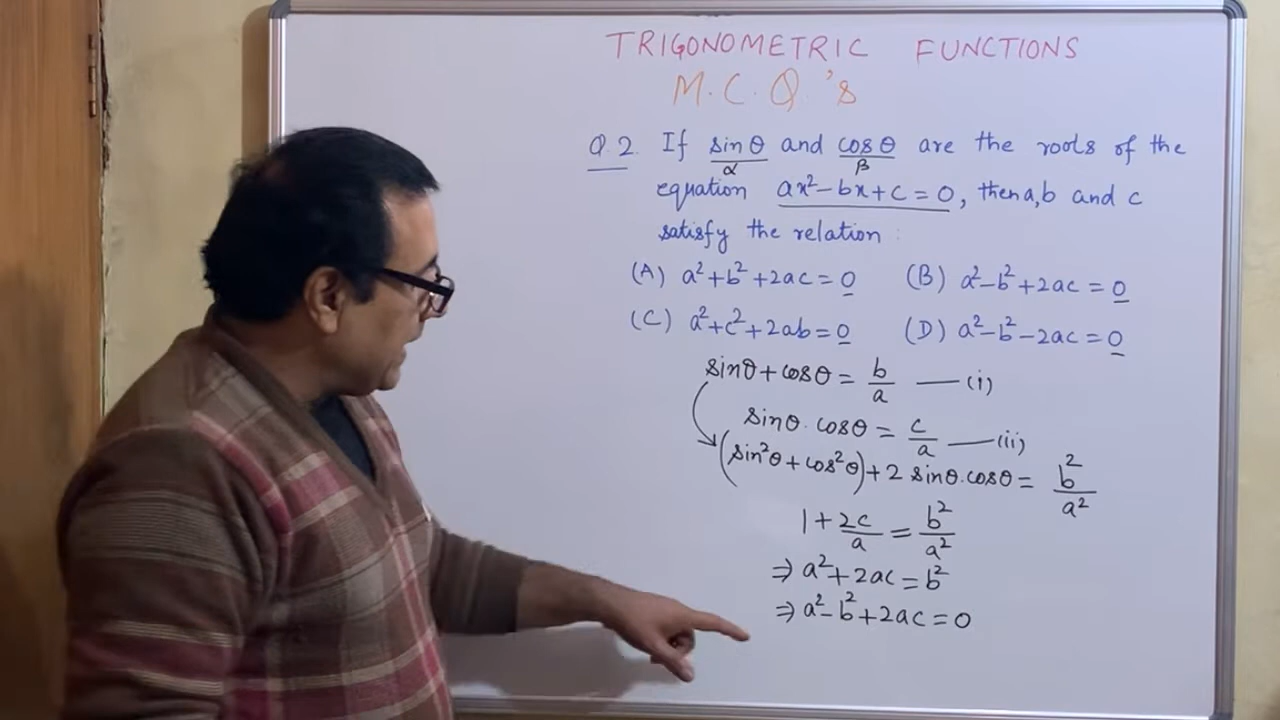 TRIGONOMETRIC FUNCTIONS
M.C.Q.'s
Q.2. If sinθ and cosθ are the roots of the
α β
equation ax²-bx+c=0, then a,b and c
satisfy the relation:
(A) a²+b²+2ac=0 (B) a²-b²+2ac=0
(C) a²+c²+2ab=0 (D) a²-b²-2ac=0
sinθ+cosθ = b/a —(i)
sinθ.cosθ = c/a —(ii)
(sin²θ+cos²θ)+2 sinθ.cosθ = b²/a²
1+2c/a = b²/a²
⇒ a²+2ac=b²
⇒ a²-b²+2ac=0